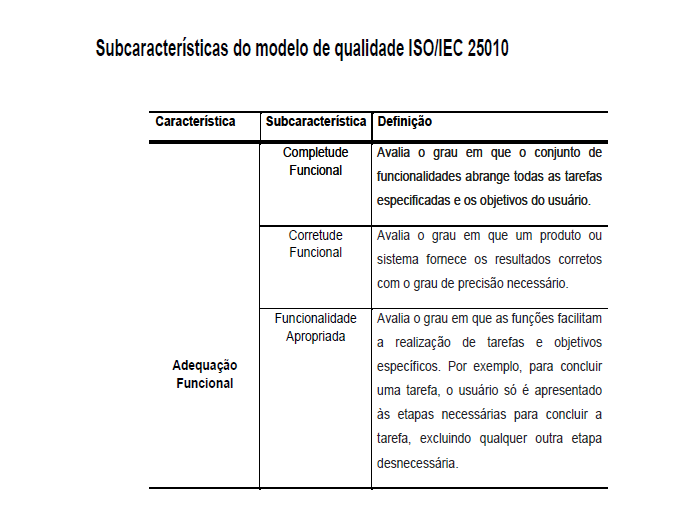 Subcaracterísticas do modelo de qualidade ISO/IEC 25010
Característica Subcaracterística Definição
Completude
Funcional
Avalia o grau em que o conjunto de
funcionalidades abrange todas as tarefas
especificadas e os objetivos do usuário.
Corretude
Funcional
Avalia o grau em que um produto ou
sistema fornece os resultados corretos
com o grau de precisão necessário.
Adequação
Funcional
Funcionalidade
Apropriada
Avalia o grau em que as funções facilitam
a realização de tarefas e objetivos
específicos. Por exemplo, para concluir
uma tarefa, o usuário só é apresentado
às etapas necessárias para concluir a
tarefa, excluindo qualquer outra etapa
desnecessária.